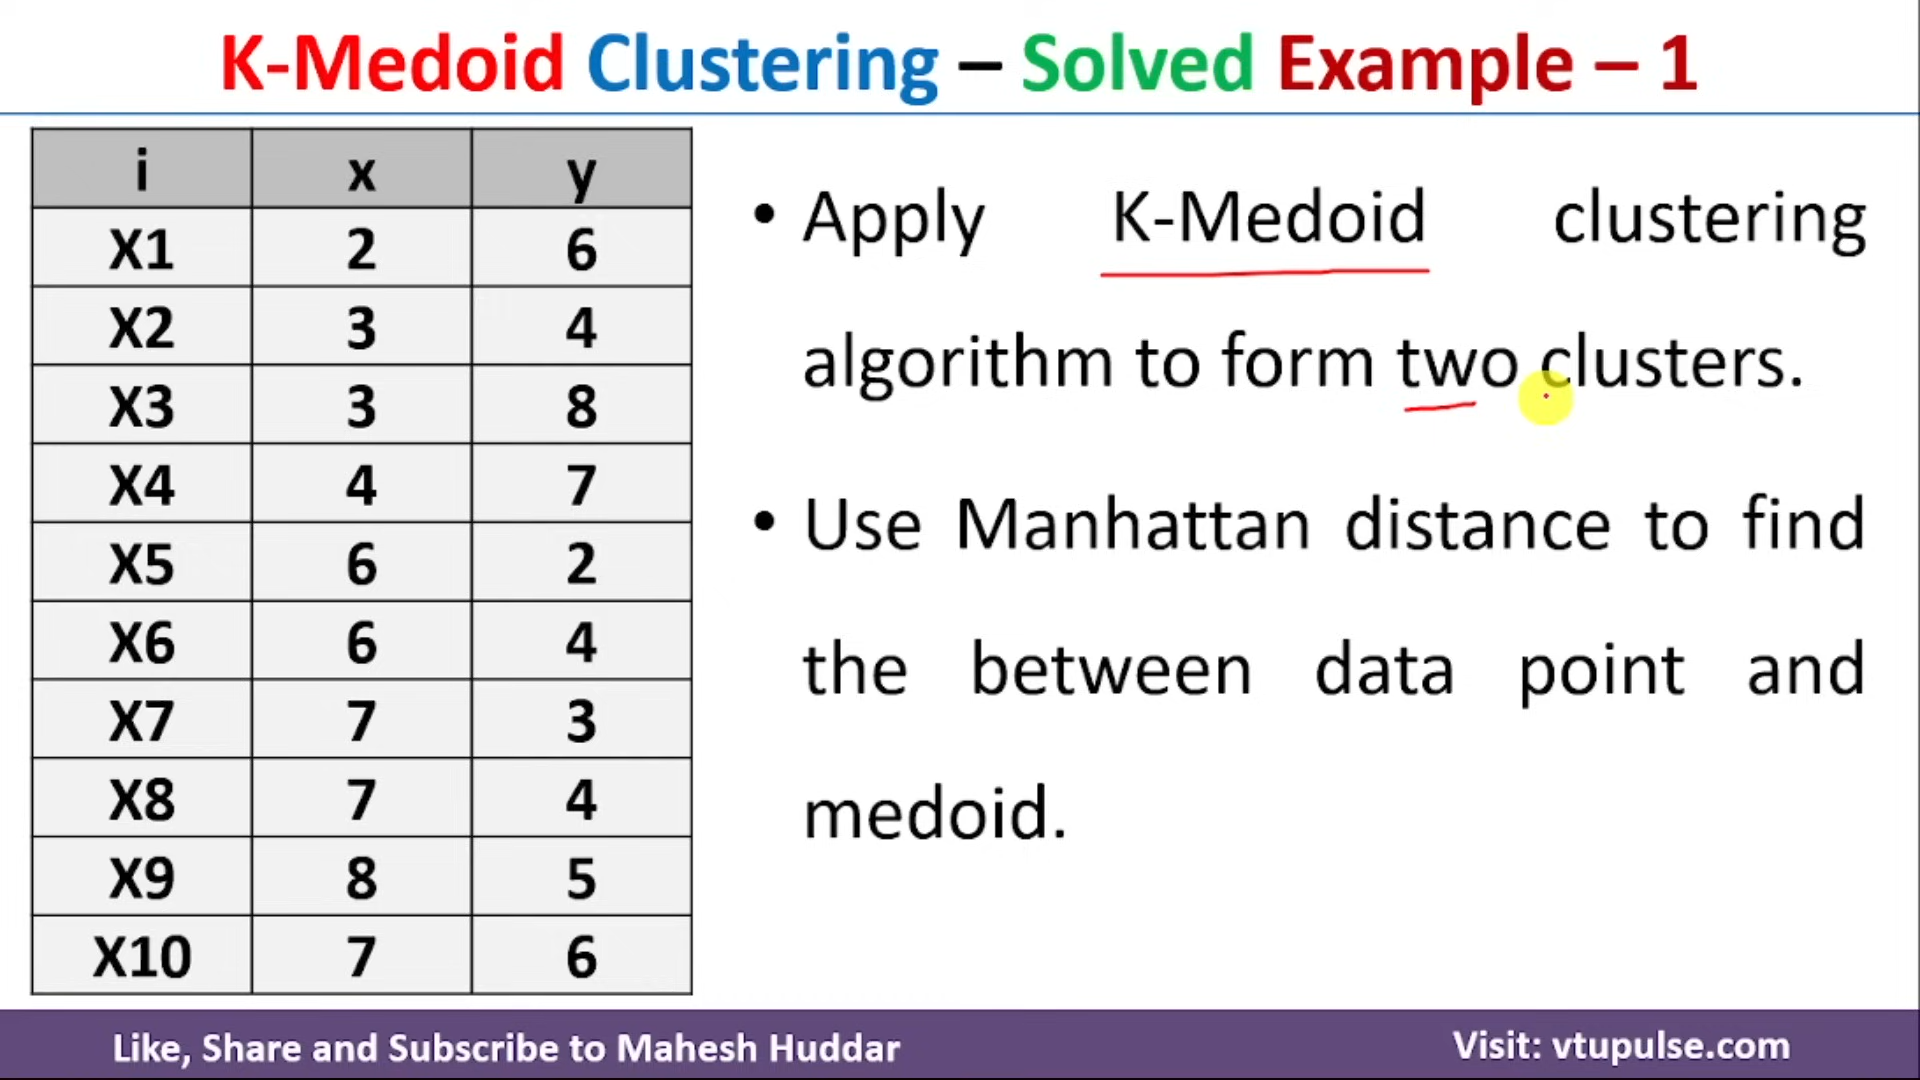 K-Medoid Clustering – Solved Example – 1
i x y
X1 2 6
X2 3 4
X3 3 8
X4 4 7
X5 6 2
X6 6 4
X7 7 3
X8 7 4
X9 8 5
X10 7 6
• Apply K-Medoid clustering
algorithm to form two clusters.
• Use Manhattan distance to find
the between data point and
medoid.
Like, Share and Subscribe to Mahesh Huddar
Visit: vtupulse.com